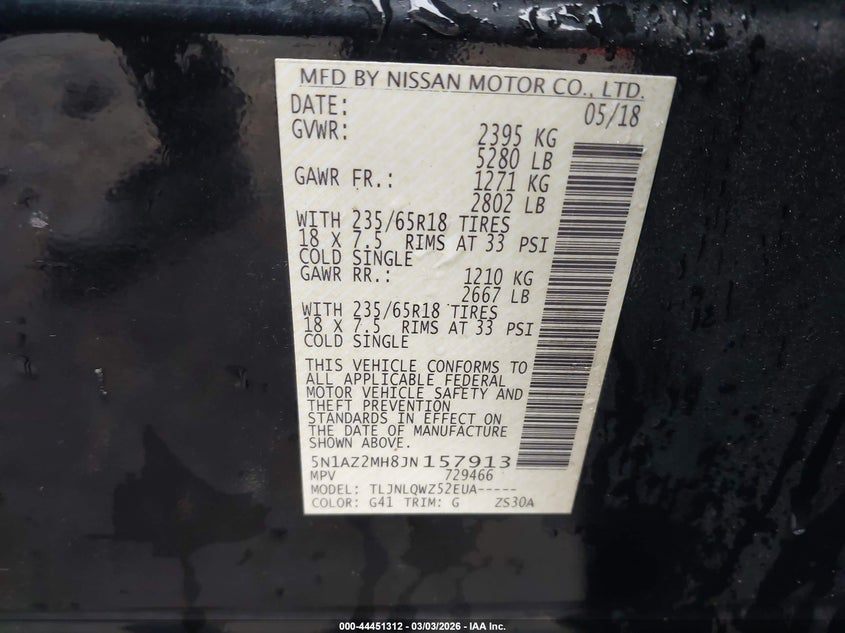 MFD BY NISSAN MOTOR CO., LTD.
DATE: 05/18
GVWR: 2395 KG
5280 LB
GAWR FR.: 1271 KG
2802 LB
WITH 235/65R18 TIRES
18 X 7.5 RIMS AT 33 PSI
COLD SINGLE
GAWR RR.: 1210 KG
2667 LB
WITH 235/65R18 TIRES
18 X 7.5 RIMS AT 33 PSI
COLD SINGLE
THIS VEHICLE CONFORMS TO
ALL APPLICABLE FEDERAL
MOTOR VEHICLE SAFETY AND
THEFT PREVENTION
STANDARDS IN EFFECT ON
THE DATE OF MANUFACTURE
SHOWN ABOVE.
5N1AZ2MH8JN 157913
MPV 729466
MODEL: TLJNLQWZ52EUA-----
COLOR: G41 TRIM: G ZS30A
000-44451312 - 03/03/2026 - IAA Inc.